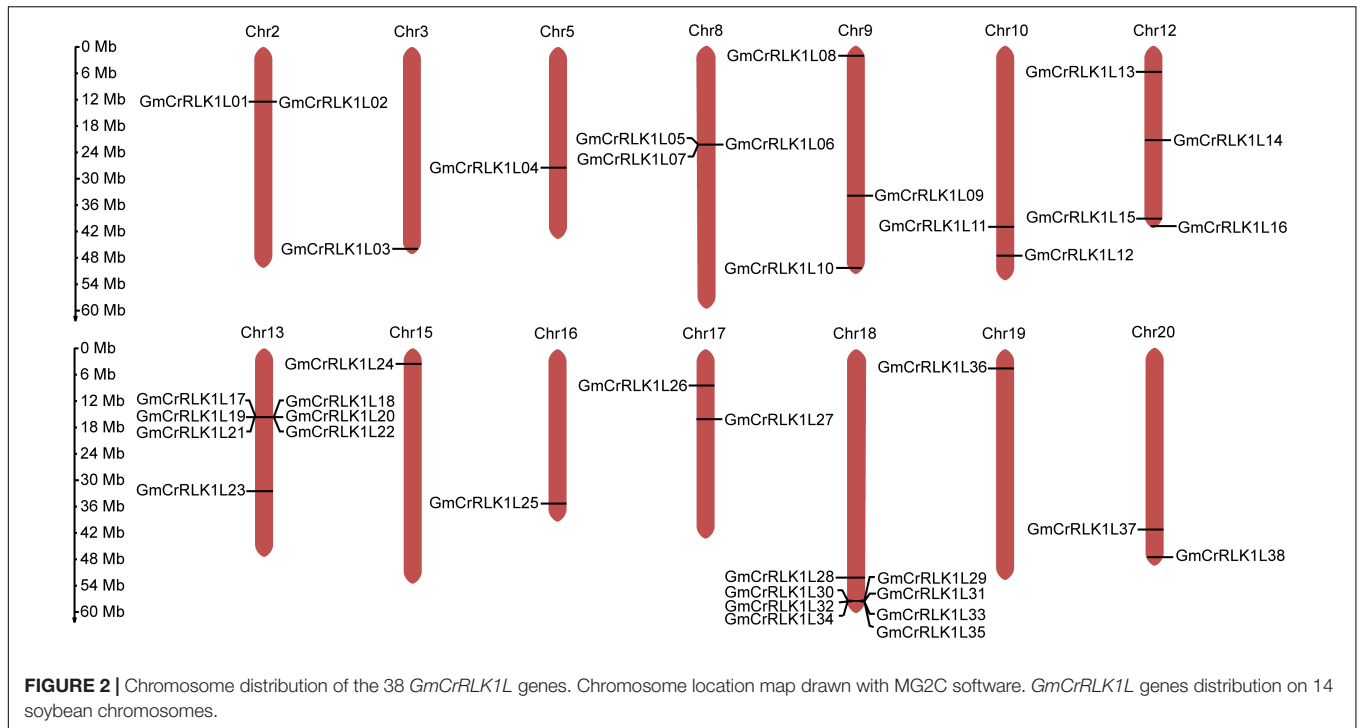 Chr2 Chr3 Chr5 Chr8 Chr9 Chr10 Chr12
0 Mb
6 Mb
12 Mb
18 Mb
24 Mb
30 Mb
36 Mb
42 Mb
48 Mb
54 Mb
60 Mb
GmCrRLK1L01 GmCrRLK1L02
GmCrRLK1L03
GmCrRLK1L04
GmCrRLK1L05
GmCrRLK1L07
GmCrRLK1L06
GmCrRLK1L08
GmCrRLK1L09
GmCrRLK1L10
GmCrRLK1L11
GmCrRLK1L12
GmCrRLK1L13
GmCrRLK1L14
GmCrRLK1L15
GmCrRLK1L16
Chr13 Chr15 Chr16 Chr17 Chr18 Chr19 Chr20
0 Mb
6 Mb
12 Mb
18 Mb
24 Mb
30 Mb
36 Mb
42 Mb
48 Mb
54 Mb
60 Mb
GmCrRLK1L17 GmCrRLK1L18
GmCrRLK1L19 GmCrRLK1L20
GmCrRLK1L21 GmCrRLK1L22
GmCrRLK1L23
GmCrRLK1L24
GmCrRLK1L25
GmCrRLK1L26
GmCrRLK1L27
GmCrRLK1L28 GmCrRLK1L29
GmCrRLK1L30 GmCrRLK1L31
GmCrRLK1L32 GmCrRLK1L33
GmCrRLK1L34 GmCrRLK1L35
GmCrRLK1L36
GmCrRLK1L37
GmCrRLK1L38
FIGURE 2 | Chromosome distribution of the 38 GmCrRLK1L genes. Chromosome location map drawn with MG2C software. GmCrRLK1L genes distribution on 14
soybean chromosomes.